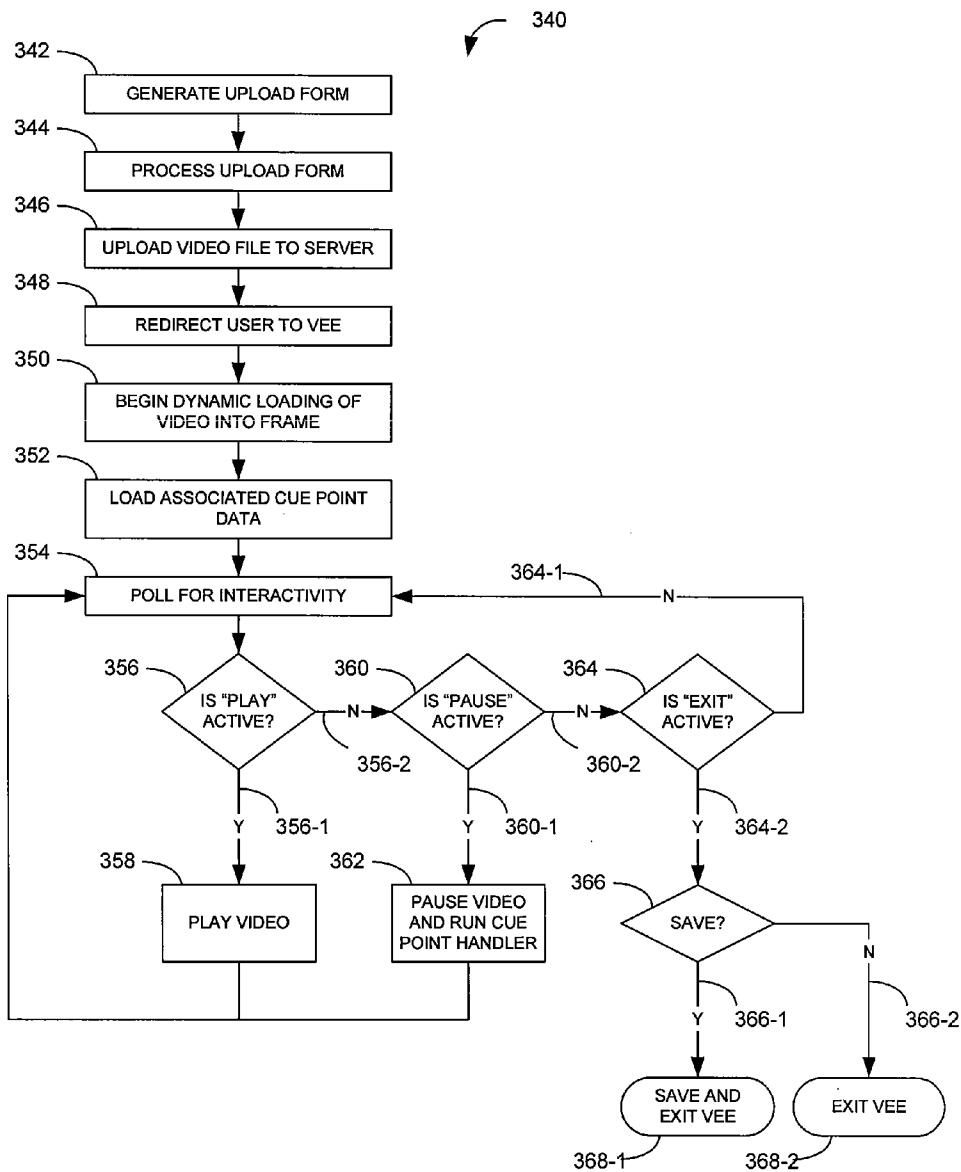 340
342
GENERATE UPLOAD FORM
344
PROCESS UPLOAD FORM
346
UPLOAD VIDEO FILE TO SERVER
348
REDIRECT USER TO VEE
350
BEGIN DYNAMIC LOADING OF
VIDEO INTO FRAME
352
LOAD ASSOCIATED CUE POINT
DATA
354
POLL FOR INTERACTIVITY
364-1
N
356
IS "PLAY"
ACTIVE?
N
356-2
360
IS "PAUSE"
ACTIVE?
N
360-2
364
IS "EXIT"
ACTIVE?
356-1
Y
360-1
Y
364-2
Y
358
PLAY VIDEO
362
PAUSE VIDEO
AND RUN CUE
POINT HANDLER
366
SAVE?
N
366-1
Y
366-2
SAVE AND
EXIT VEE
EXIT VEE
368-1
368-2